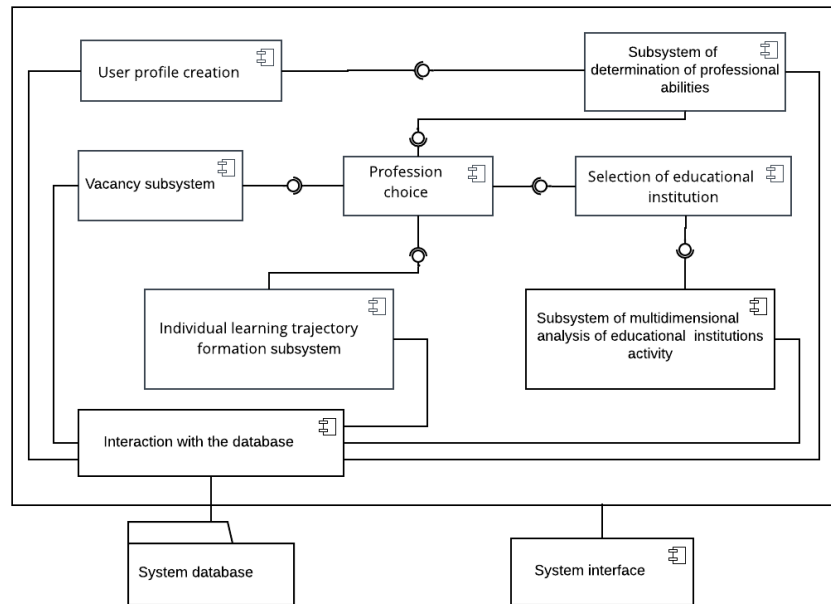 User profile creation
Subsystem of
determination of professional
abilities
Vacancy subsystem
Profession
choice
Selection of educational
institution
Individual learning trajectory
formation subsystem
Subsystem of multidimensional
analysis of educational institutions
activity
Interaction with the database
System database
System interface